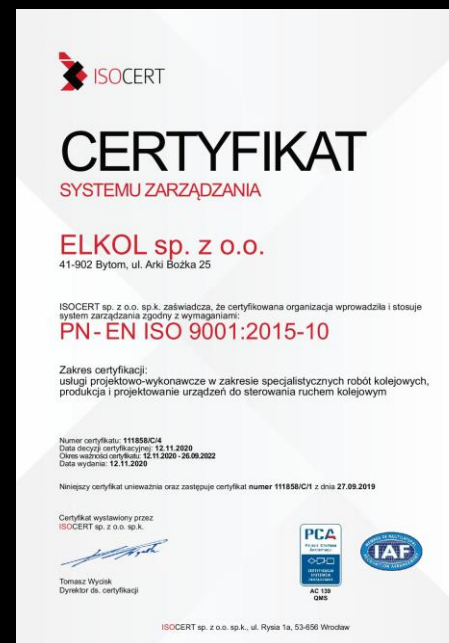 ISOCERT
CERTYFIKAT
SYSTEMU ZARZĄDZANIA
ELKOL sp. z o.o.
41-902 Bytom, ul. Arki Bożka 25
ISOCERT sp. z o.o. sp.k. zaświadcza, że certyfikowana organizacja wprowadziła i stosuje
system zarządzania zgodny z wymaganiami:
PN-EN ISO 9001:2015-10
Zakres certyfikacji:
usługi projektowo-wykonawcze w zakresie specjalistycznych robót kolejowych,
produkcja i projektowanie urządzeń do sterowania ruchem kolejowym
Numer certyfikatu: 111858/C/4
Data decyzji certyfikacyjnej: 12.11.2020
Okres ważności certyfikatu: 12.11.2020 - 26.09.2022
Data wydania: 12.11.2020
Niniejszy certyfikat unieważnia oraz zastępuje certyfikat numer 111858/C/1 z dnia 27.09.2019
Certyfikat wystawiony przez
ISOCERT sp. z o.o. sp.k.
Tomasz Wycisk
Dyrektor ds. certyfikacji
PCA
AC 139
QMS
IAF
ISOCERT sp. z o.o. sp.k., ul. Rysia 1a, 53-656 Wrocław